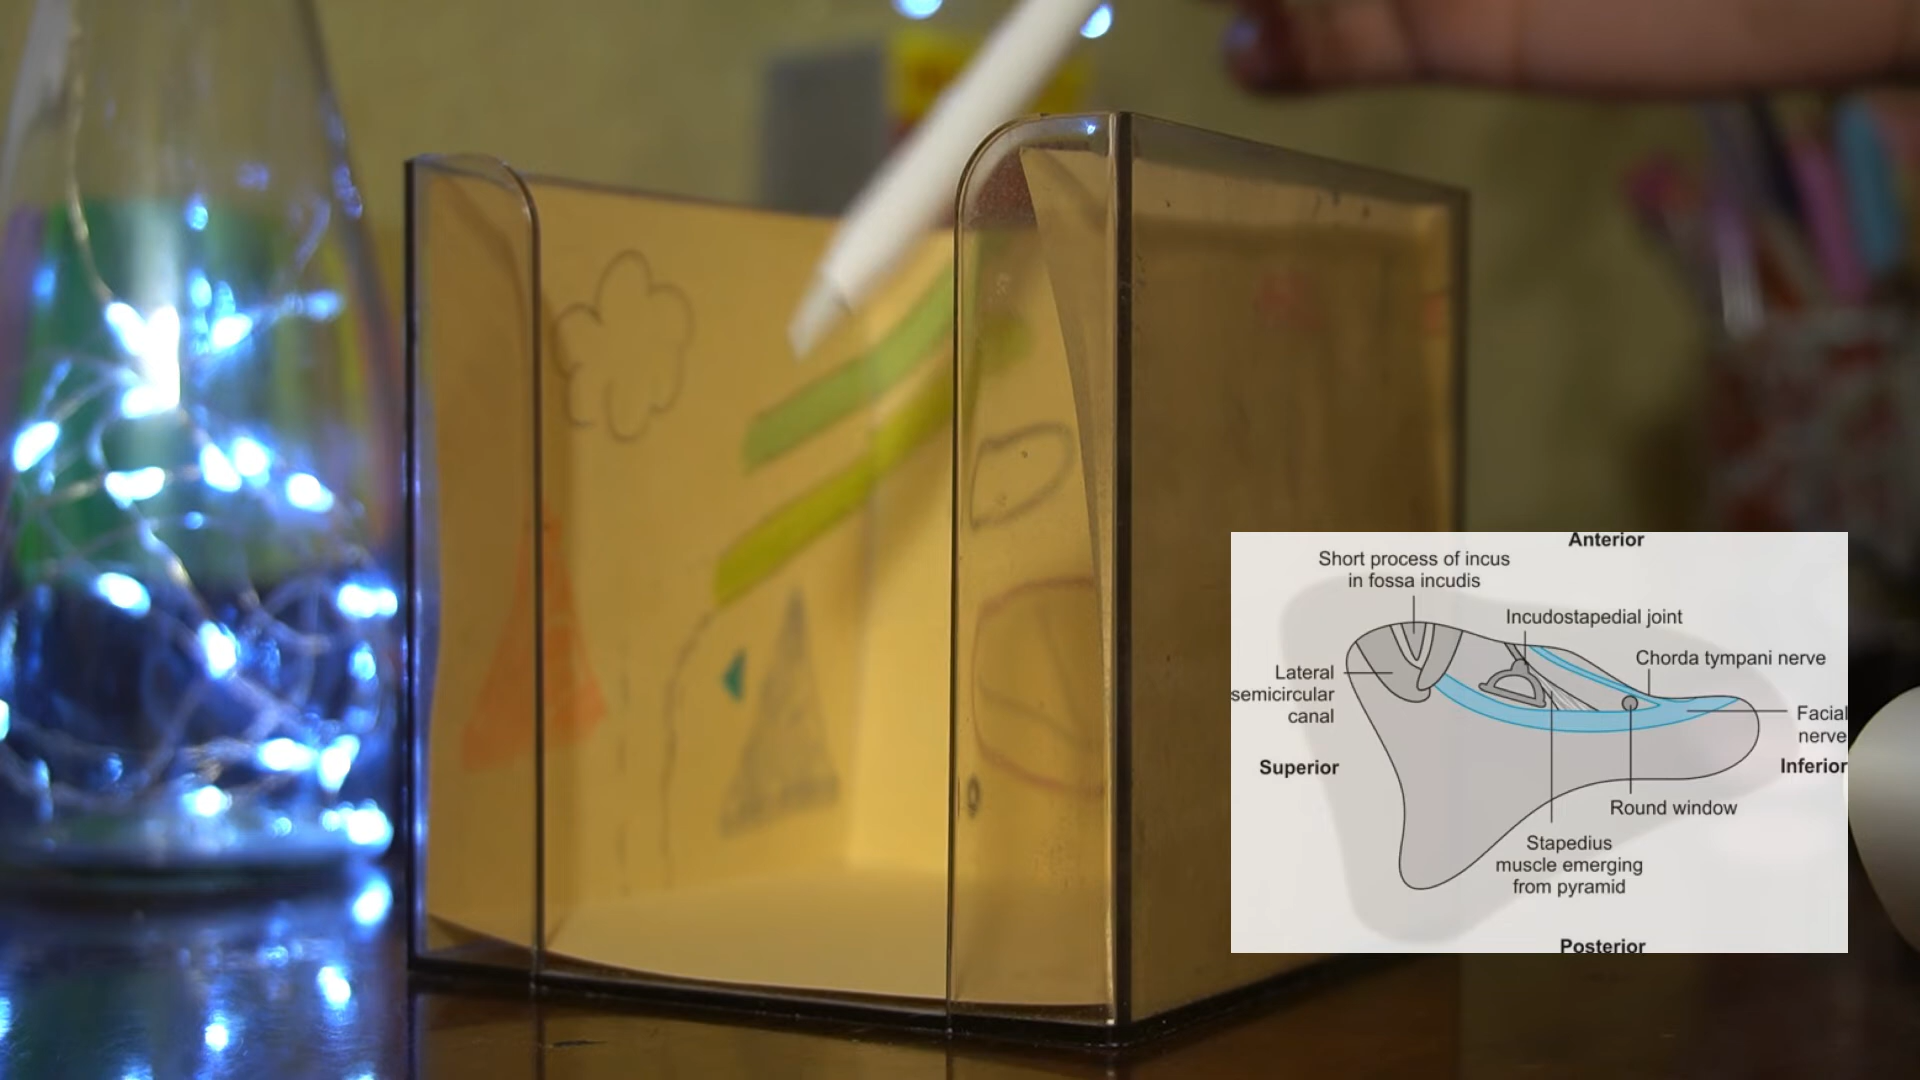 Anterior
Short process of incus
in fossa incudis
Incudostapedial joint
Chorda tympani nerve
Lateral
semicircular
canal
Facial
nerve
Superior
Inferior
Round window
Stapedius
muscle emerging
from pyramid
Posterior